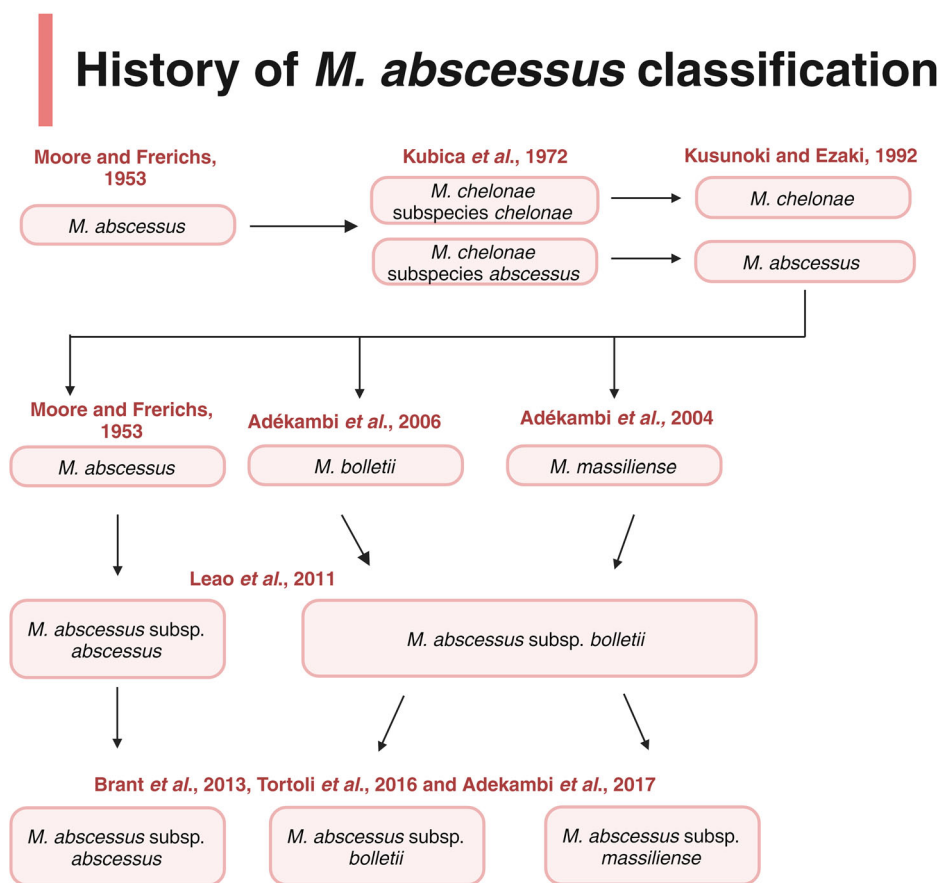 History of M. abscessus classification
Moore and Frerichs,
1953
M. abscessus
Kubica et al., 1972
M. chelonae
subspecies chelonae
M. chelonae
subspecies abscessus
Kusunoki and Ezaki, 1992
M. chelonae
M. abscessus
Moore and Frerichs,
1953
M. abscessus
Adékambi et al., 2006
M. bolletii
Adékambi et al., 2004
M. massiliense
Leao et al., 2011
M. abscessus subsp.
abscessus
M. abscessus subsp. bolletii
Brant et al., 2013, Tortoli et al., 2016 and Adekambi et al., 2017
M. abscessus subsp.
abscessus
M. abscessus subsp.
bolletii
M. abscessus subsp.
massiliense